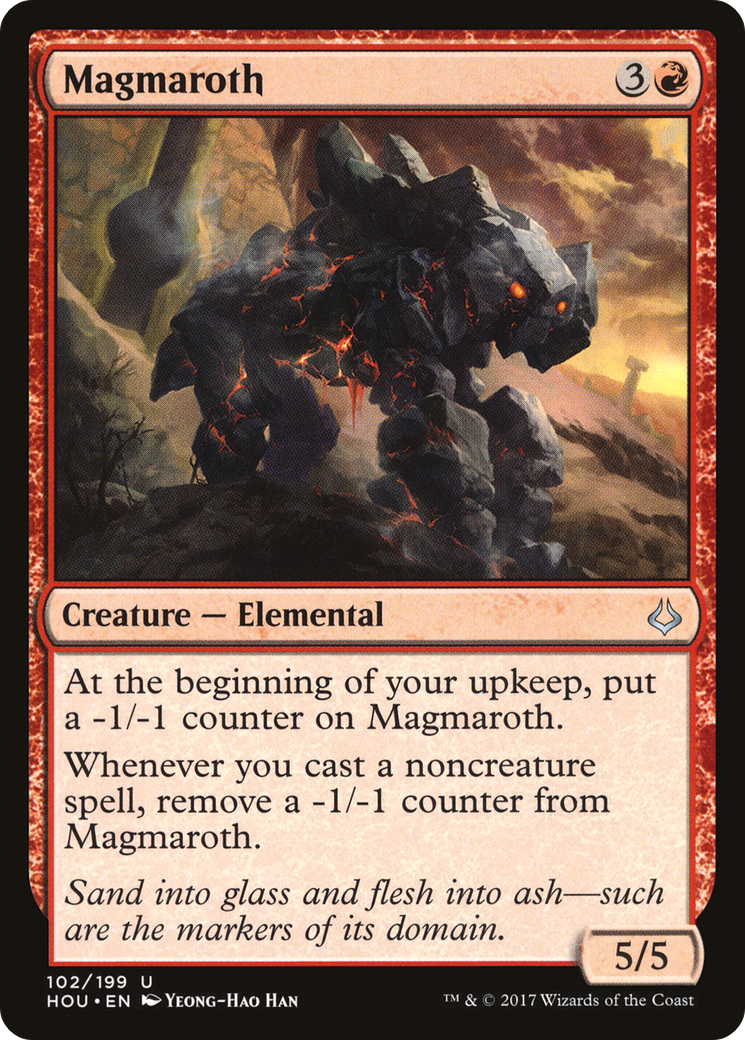 Magmaroth
3
Creature — Elemental
At the beginning of your upkeep, put
a -1/-1 counter on Magmaroth.
Whenever you cast a noncreature
spell, remove a -1/-1 counter from
Magmaroth.
Sand into glass and flesh into ash—such
are the markers of its domain.
5/5
102/199 U
HOU • EN Yeong-Hao Han
™ & © 2017 Wizards of the Coast